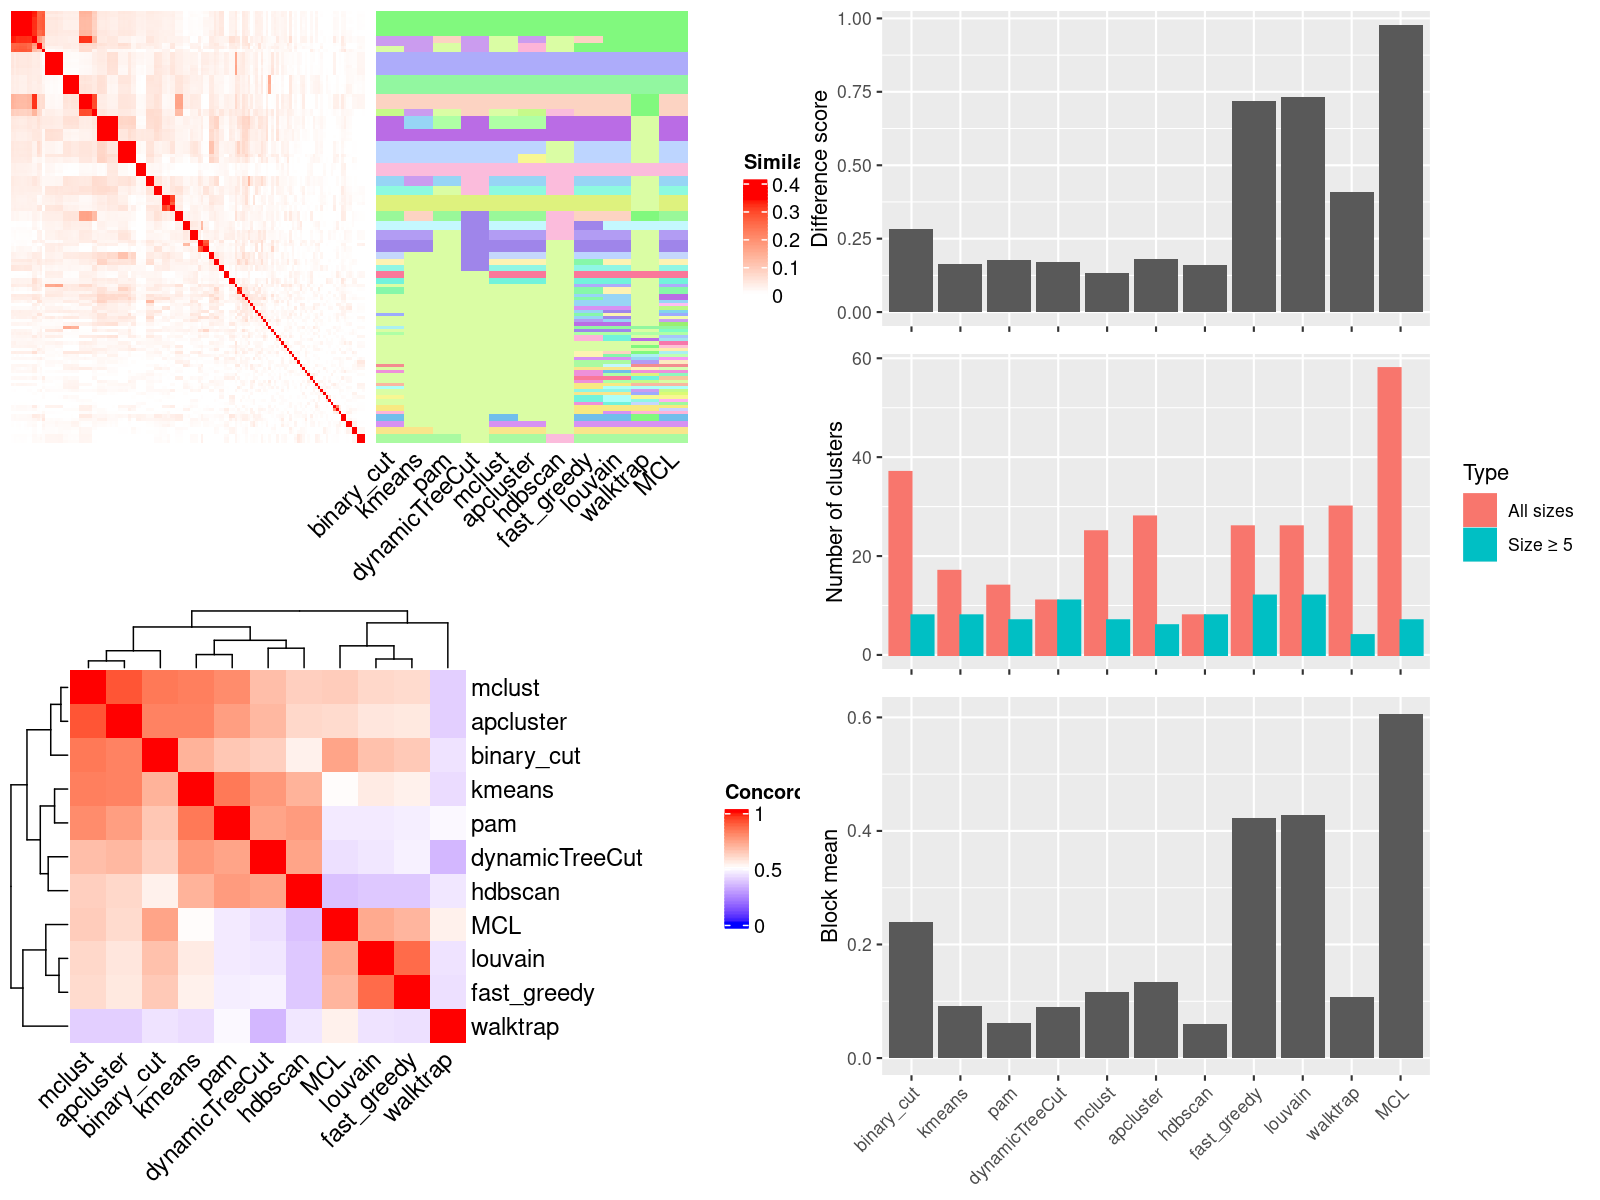 Simila
0.4
0.3
0.2
0.1
0
binary_cut
kmeans
pam
dynamicTreeCut
mclust
apcluster
hdbscan
fast_greedy
louvain
walktrap
MCL
mclust
apcluster
binary_cut
kmeans
pam
dynamicTreeCut
hdbscan
MCL
louvain
fast_greedy
walktrap
mclust
apcluster
binary_cut
kmeans
pam
dynamicTreeCut
hdbscan
MCL
louvain
fast_greedy
walktrap
Concord
1
0.5
0
Difference score
1.00
0.75
0.50
0.25
0.00
Number of clusters
60
40
20
0
Type
All sizes
Size ≥ 5
Block mean
0.6
0.4
0.2
0.0
binary_cut
kmeans
pam
dynamicTreeCut
mclust
apcluster
hdbscan
fast_greedy
louvain
walktrap
MCL